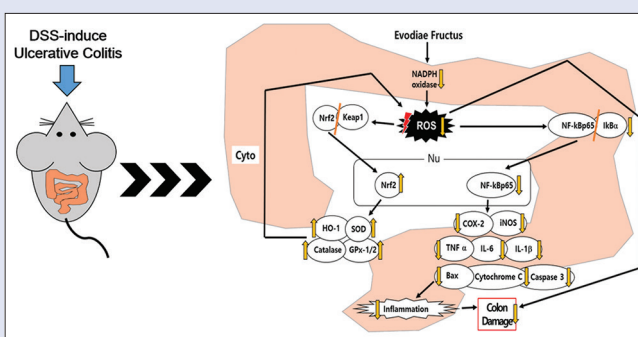 DSS-induce
Ulcerative Colitis
Evodiae Fructus
NADPH
oxidase
Nrf2
Keap1
ROS
NF-kBp65
IkBα
Cyto
Nu
Nrf2
NF-kBp65
HO-1
SOD
Catalase
GPx-1/2
COX-2
iNOS
TNF α
IL-6
IL-1β
Bax
Cytochrome C
Caspase 3
Inflammation
Colon
Damage